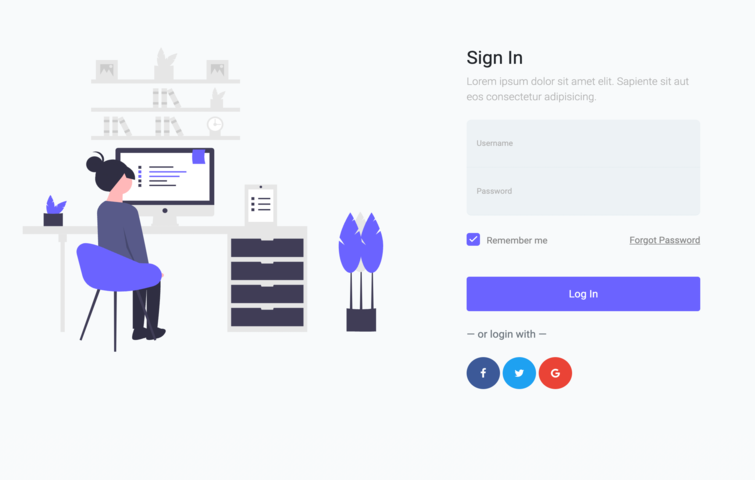 Sign In
Lorem ipsum dolor sit amet elit. Sapiente sit aut
eos consectetur adipisicing.
Username
Password
Remember me
Forgot Password
Log In
— or login with —